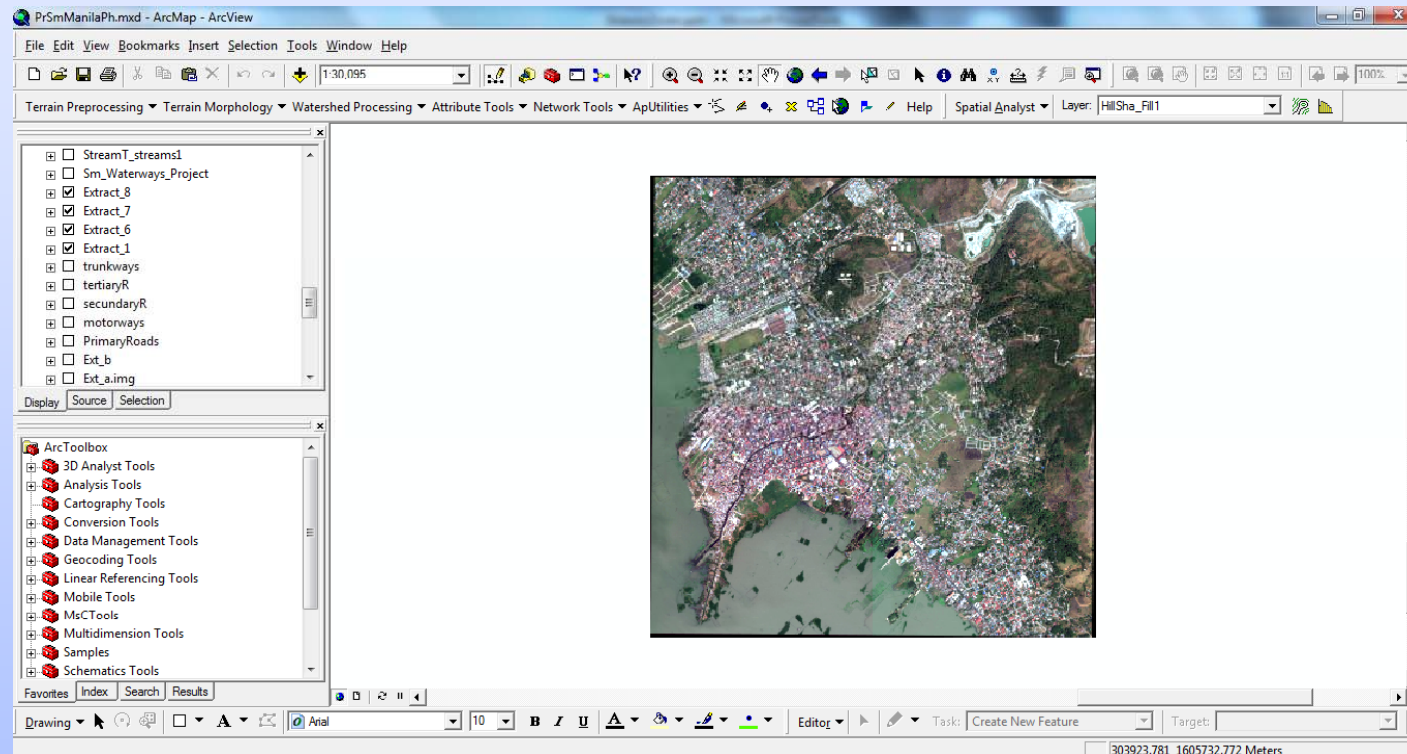 PrSmManilaPh.mxd - ArcMap - ArcView
File Edit View Bookmarks Insert Selection Tools Window Help
1:30,095 100%
Terrain Preprocessing Terrain Morphology Watershed Processing Attribute Tools Network Tools ApUtilities Help Spatial Analyst Layer: HillSha_Fill1
StreamT_streams1
Sm_Waterways_Project
Extract_8
Extract_7
Extract_6
Extract_1
trunkways
tertiaryR
secundaryR
motorways
PrimaryRoads
Ext_b
Ext_a.img
Display Source Selection
ArcToolbox
3D Analyst Tools
Analysis Tools
Cartography Tools
Conversion Tools
Data Management Tools
Geocoding Tools
Linear Referencing Tools
Mobile Tools
MsCTools
Multidimension Tools
Samples
Schematics Tools
Favorites Index Search Results
Drawing A Arial 10 B I U A Editor Task: Create New Feature Target:
303923.781 1605732.772 Meters